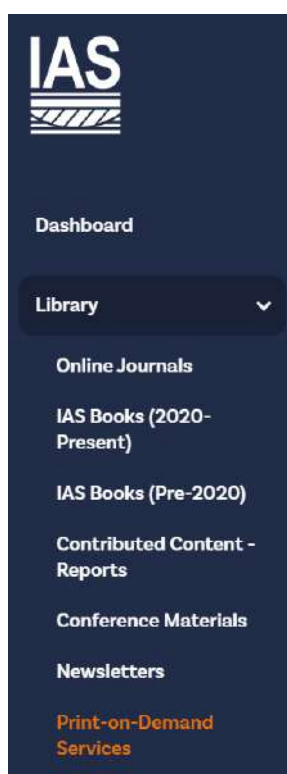 IAS
Dashboard
Library
Online Journals
IAS Books (2020-
Present)
IAS Books (Pre-2020)
Contributed Content -
Reports
Conference Materials
Newsletters
Print-on-Demand
Services